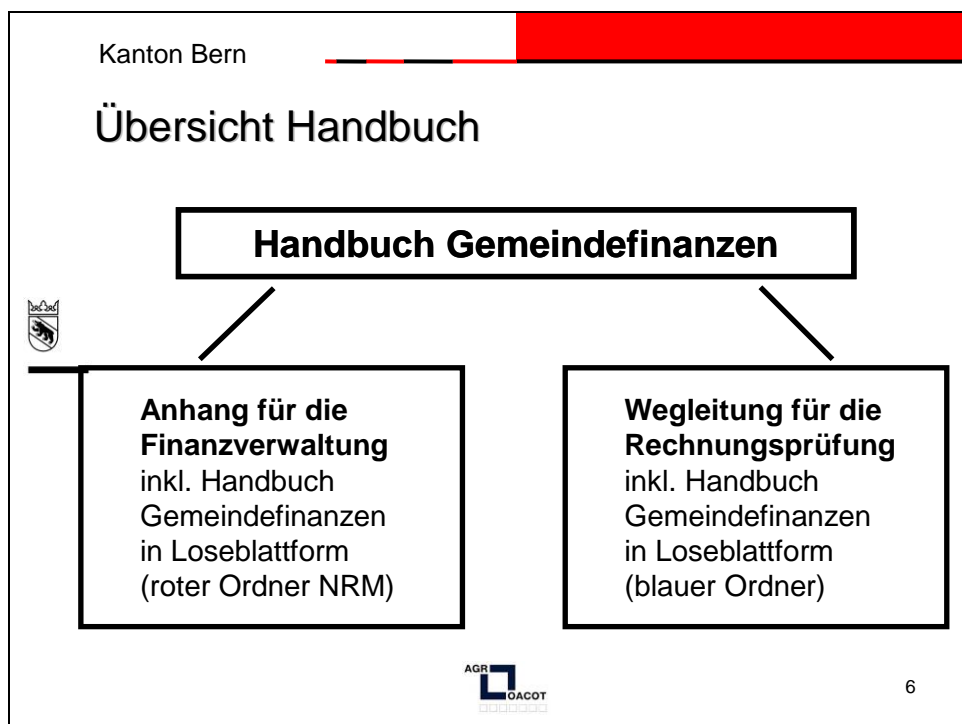 Kanton Bern
Übersicht Handbuch
Handbuch Gemeindefinanzen
Anhang für die
Finanzverwaltung
inkl. Handbuch
Gemeindefinanzen
in Loseblattform
(roter Ordner NRM)
Wegleitung für die
Rechnungsprüfung
inkl. Handbuch
Gemeindefinanzen
in Loseblattform
(blauer Ordner)
AGR
OACOT
6